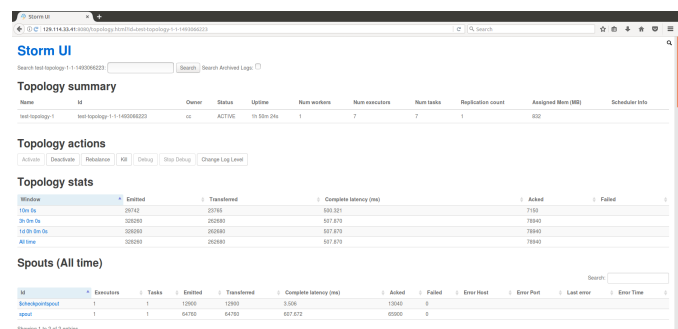 Storm UI
129.114.33.41:8080/topology.html?id=test-topology-1-1-1493066223
Search
Storm UI
Search test-topology-1-1-1493066223: Search Search Archived Logs:
Topology summary
Name Id Owner Status Uptime Num workers Num executors Num tasks Replication count Assigned Mem (MB) Scheduler Info
test-topology-1 test-topology-1-1-1493066223 cc ACTIVE 1h 50m 24s 1 7 7 1 832
Topology actions
Activate Deactivate Rebalance Kill Debug Stop Debug Change Log Level
Topology stats
Window Emitted Transferred Complete latency (ms) Acked Failed
10m 0s 29742 23765 500.321 7150
3h 0m 0s 328260 262680 507.870 78940
1d 0h 0m 0s 328260 262680 507.870 78940
All time 328260 262680 507.870 78940
Spouts (All time)
Search:
Id Executors Tasks Emitted Transferred Complete latency (ms) Acked Failed Error Host Error Port Last error Error Time
$checkpointspout 1 1 12900 12900 3.506 13040 0
spout 1 1 64760 64760 607.672 65900 0
Showing 1 to 2 of 2 entries